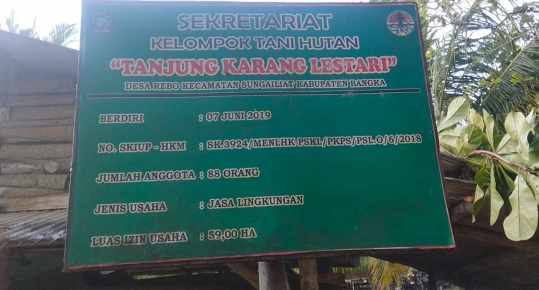 SEKRETARIAT
KELOMPOK TANI HUTAN
"TANJUNG KARANG LESTARI"
DESA REBO KECAMATAN SUNGAILIAT KABUPATEN BANGKA
BERDIRI : 07 JUNI 2019
NO. SKIUP - HKM : SK.3924/MENLHK PSKL/PKPS/PSL.O/6/2018
JUMLAH ANGGOTA : 88 ORANG
JENIS USAHA : JASA LINGKUNGAN
LUAS IZIN USAHA : 59,00 HA